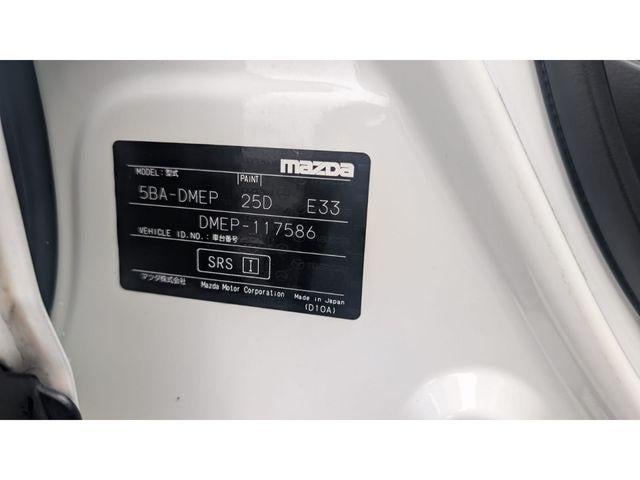 mazda
MODEL:型式 PAINT
5BA-DMEP 25D E33
DMEP-117586
VEHICLE ID.NO.:車台番号
SRS I
マツダ株式会社 Mazda Motor Corporation Made in Japan
(D10A)